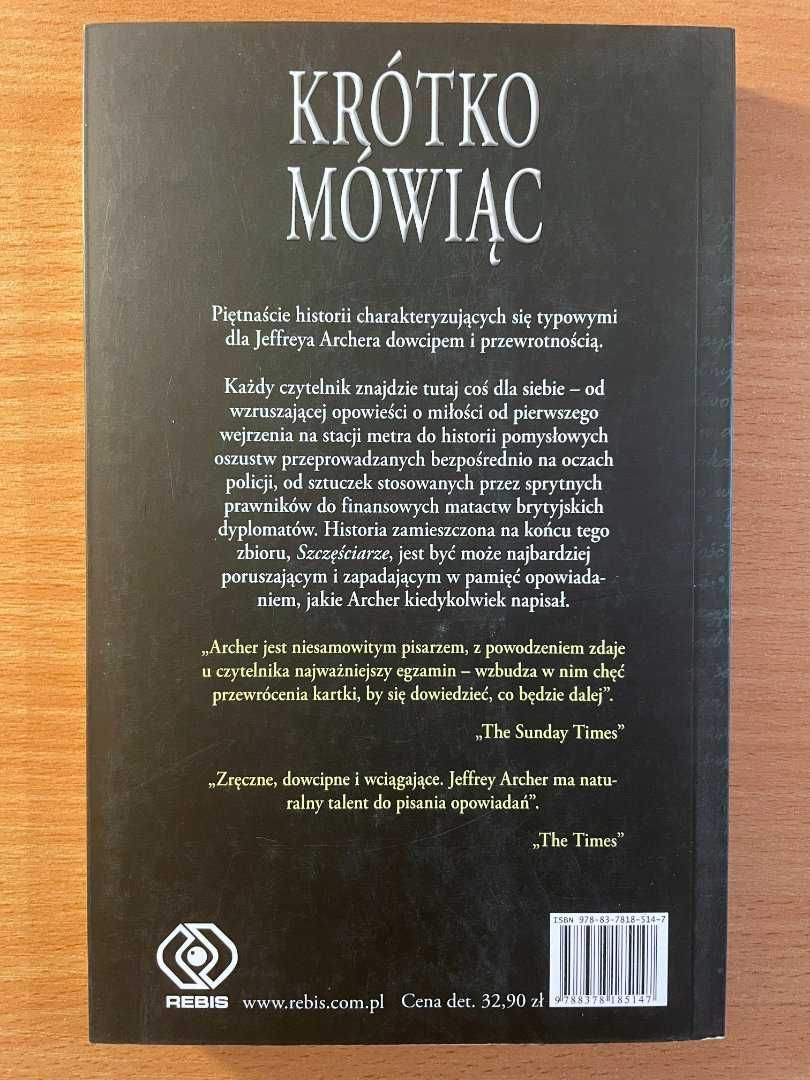 KRÓTKO
MÓWIĄC
Piętnaście historii charakteryzujących się typowymi
dla Jeffreya Archera dowcipem i przewrotnością.
Każdy czytelnik znajdzie tutaj coś dla siebie – od
wzruszającej opowieści o miłości od pierwszego
wejrzenia na stacji metra do historii pomysłowych
oszustw przeprowadzanych bezpośrednio na oczach
policji, od sztuczek stosowanych przez sprytnych
prawników do finansowych matactw brytyjskich
dyplomatów. Historia zamieszczona na końcu tego
zbioru, Szczęściarze, jest być może najbardziej
poruszającym i zapadającym w pamięć opowiada-
niem, jakie Archer kiedykolwiek napisał.
„Archer jest niesamowitym pisarzem, z powodzeniem zdaje
u czytelnika najważniejszy egzamin – wzbudza w nim chęć
przewrócenia kartki, by się dowiedzieć, co będzie dalej”.
„The Sunday Times”
„Zręczne, dowcipne i wciągające. Jeffrey Archer ma natu-
ralny talent do pisania opowiadań”.
„The Times”
ISBN 978-83-7818-514-7
REBIS www.rebis.com.pl Cena det. 32,90 zł
9788378185147